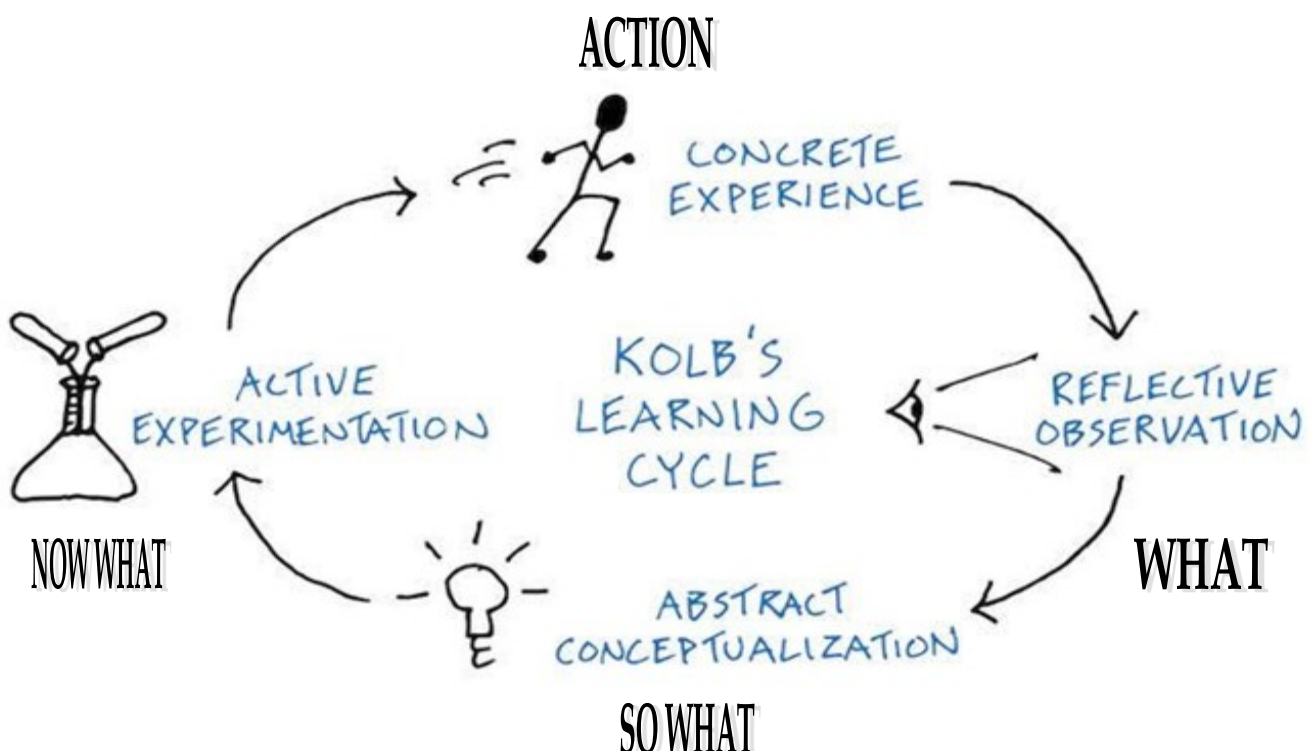 ACTION
CONCRETE
EXPERIENCE
KOLB'S
LEARNING
CYCLE
REFLECTIVE
OBSERVATION
ACTIVE
EXPERIMENTATION
NOW WHAT
WHAT
ABSTRACT
CONCEPTUALIZATION
SO WHAT